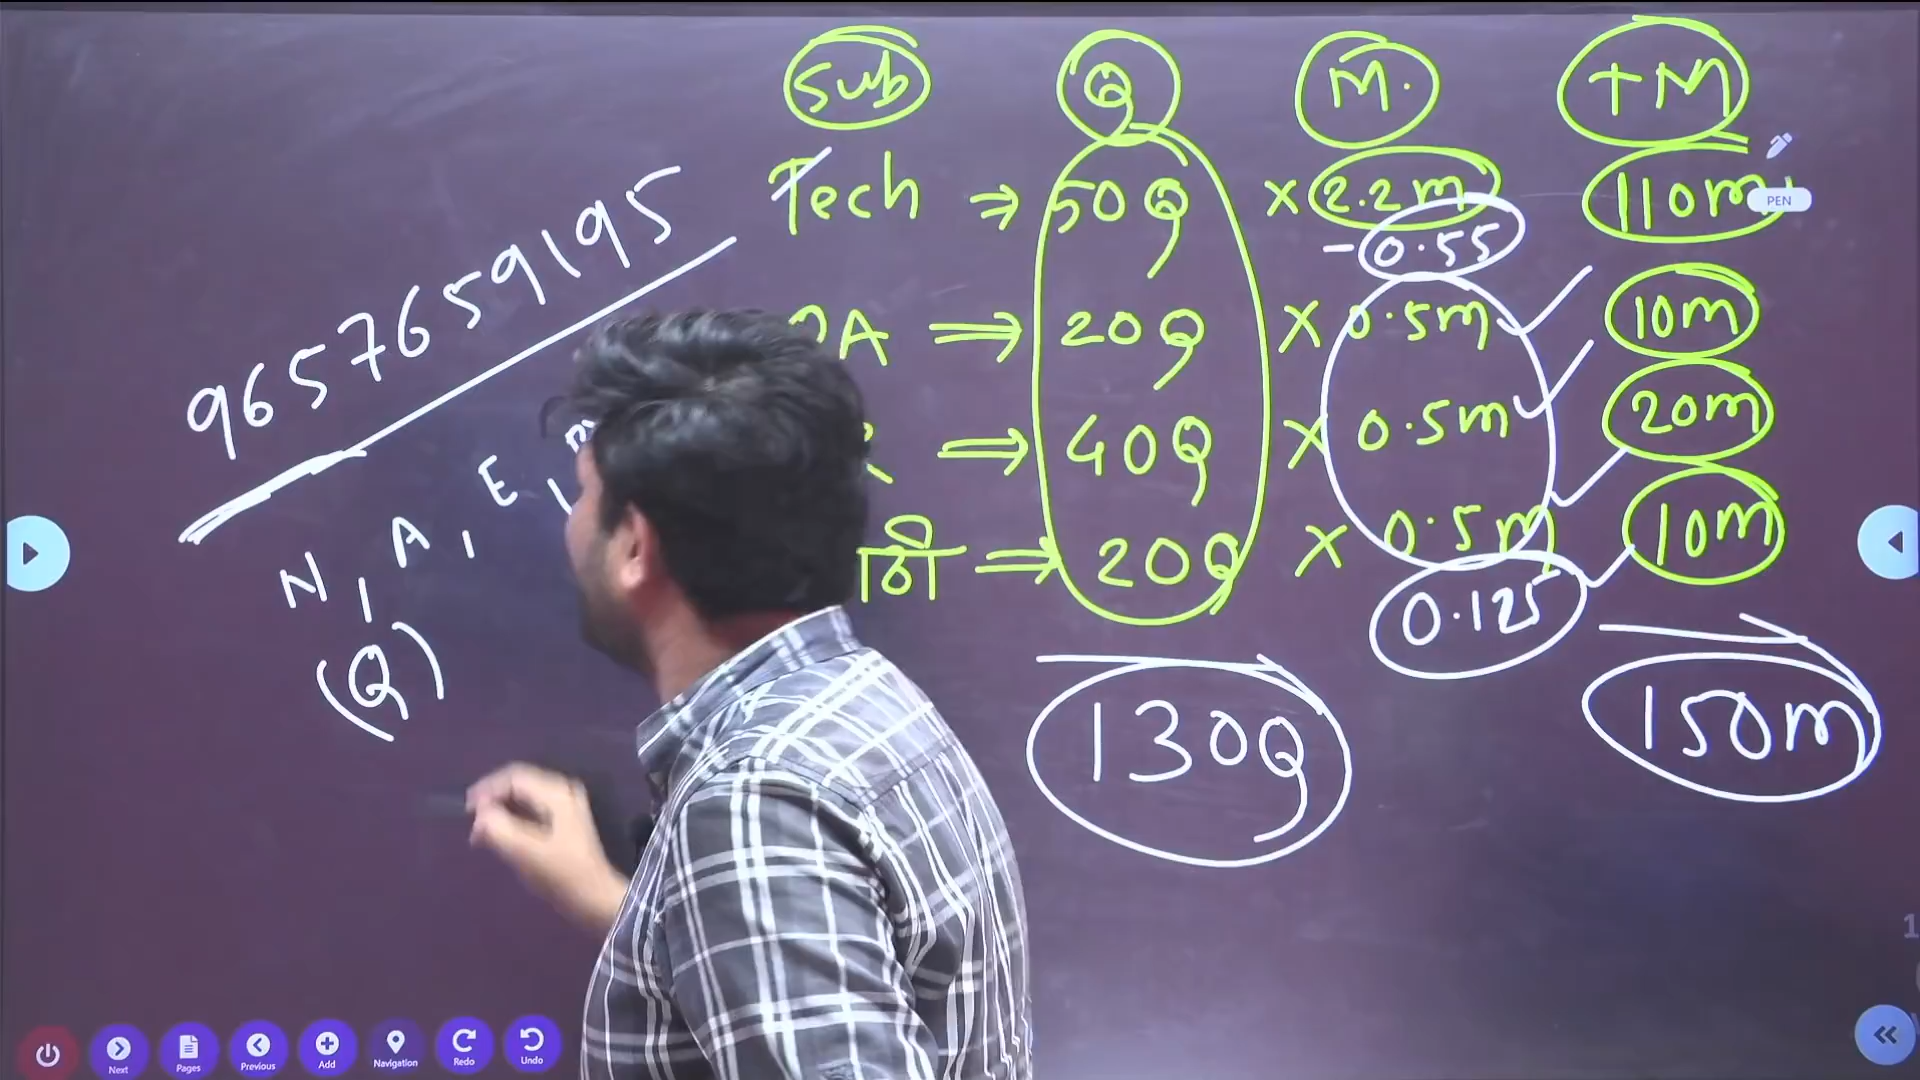 Sub Q M. TM
Tech ⇒ 50Q × 2.2m 110m
-0.55
A ⇒ 20Q × 0.5m 10m
⇒ 40Q × 0.5m 20m
⇒ 20Q × 0.5m 10m
0.125
130Q 150m
9657659195
N, A, E,
(Q)
PEN
Next Pages Previous Add Navigation Redo Undo